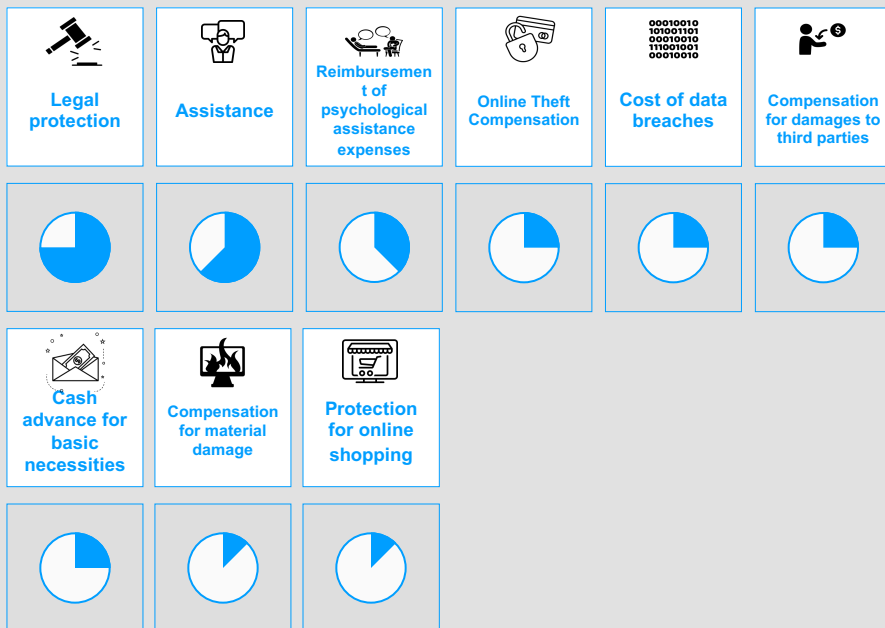 Legal
protection
Assistance
Reimbursemen
t of
psychological
assistance
expenses
Online Theft
Compensation
00010010
101001101
00010010
111001001
00010010
Cost of data
breaches
$
Compensation
for damages to
third parties
Cash
advance for
basic
necessities
Compensation
for material
damage
Protection
for online
shopping